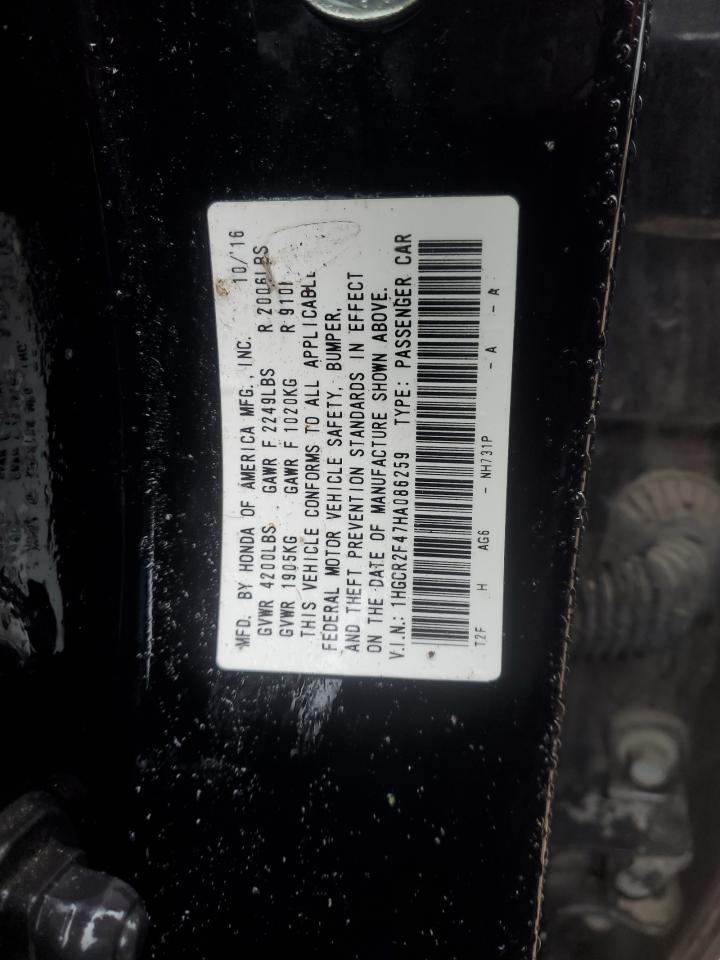 MFD. BY HONDA OF AMERICA MFG., INC. 10/'16
GVWR 4200LBS GAWR F 2249LBS R 2006LBS
GVWR 1905KG GAWR F 1020KG R 910
THIS VEHICLE CONFORMS TO ALL APPLICABLE
FEDERAL MOTOR VEHICLE SAFETY, BUMPER,
AND THEFT PREVENTION STANDARDS IN EFFECT
ON THE DATE OF MANUFACTURE SHOWN ABOVE.
V.I.N.: 1HGCR2F47HA086259 TYPE: PASSENGER CAR
T2F H AG6 - NH731P - A - A